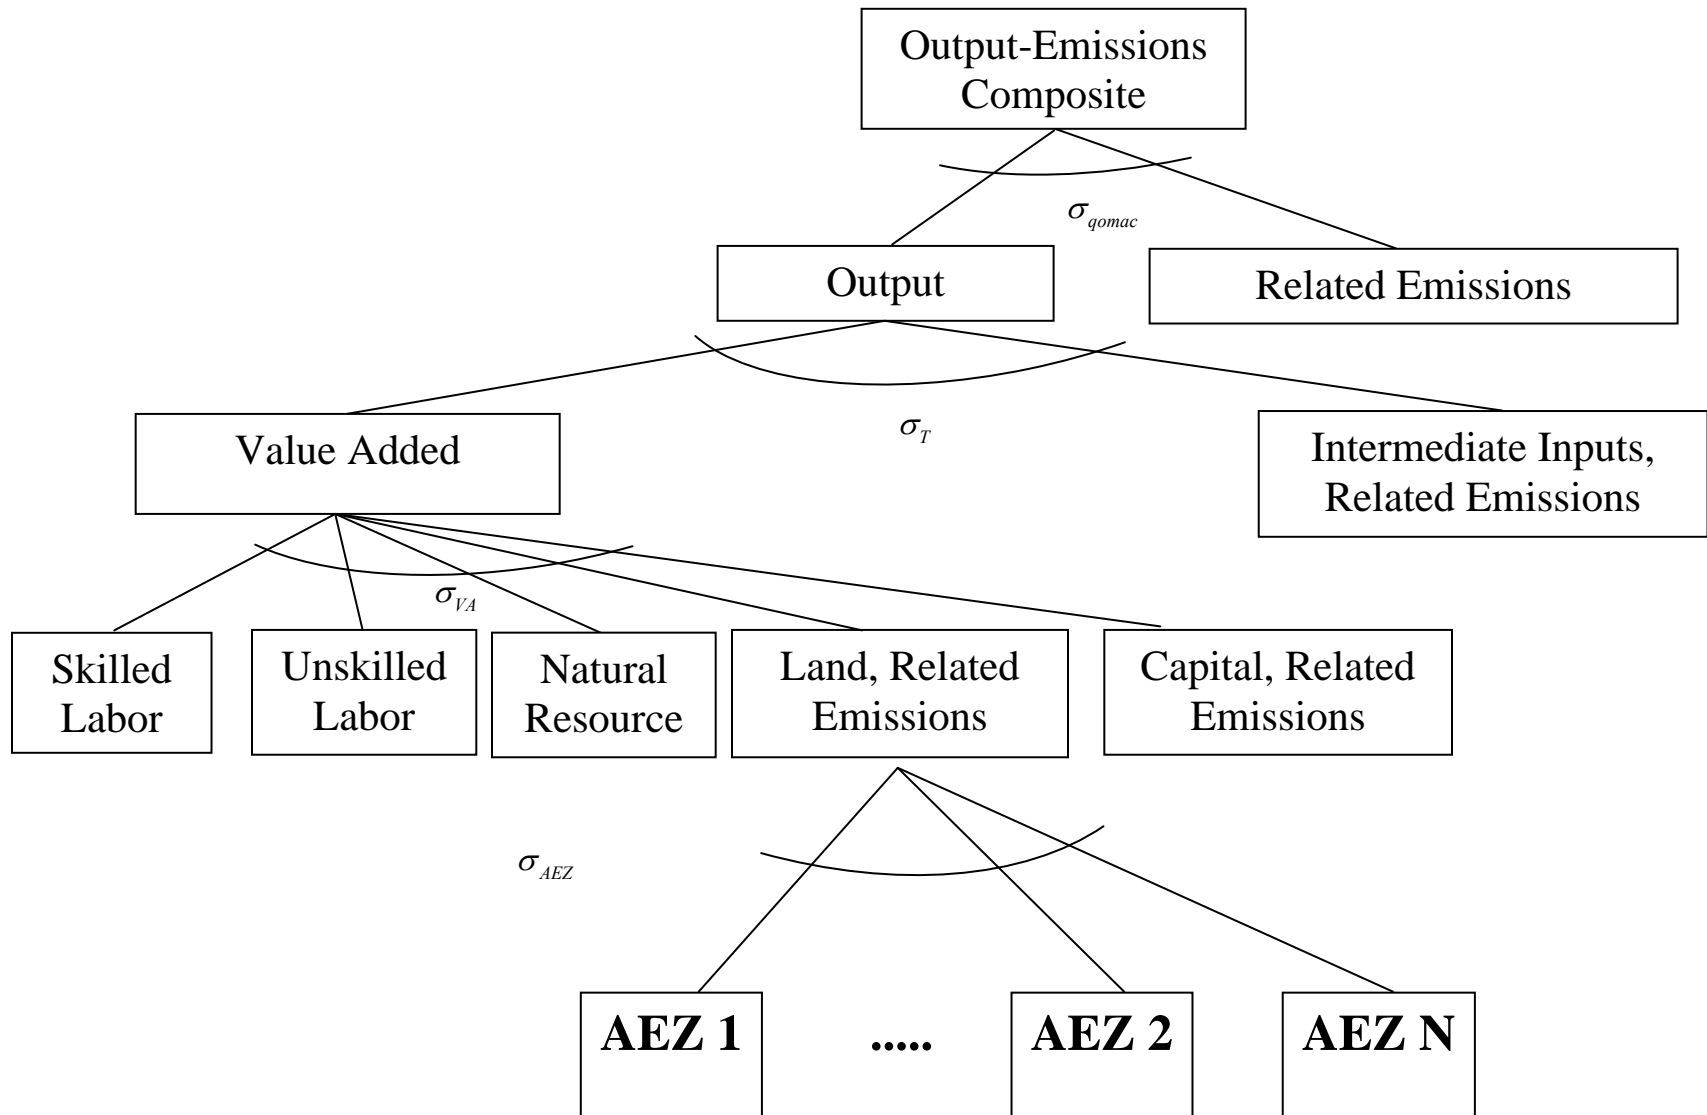 Output-Emissions
Composite
σqomac
Output
Related Emissions
σT
Value Added
Intermediate Inputs,
Related Emissions
σVA
Skilled
Labor
Unskilled
Labor
Natural
Resource
Land, Related
Emissions
Capital, Related
Emissions
σAEZ
AEZ 1
.....
AEZ 2
AEZ N